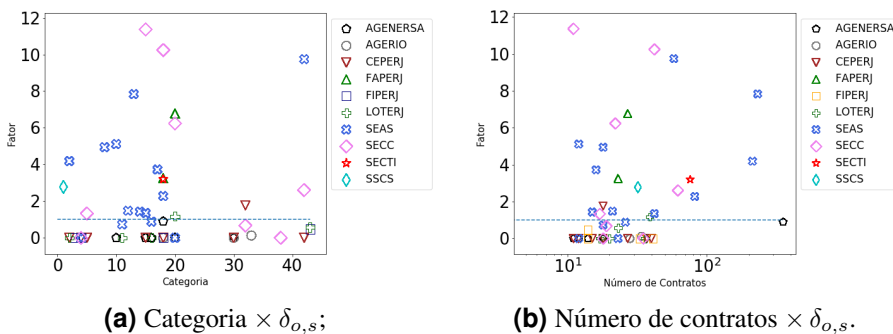 12
10
8
6
4
2
0
Fator
0 10 20 30 40
Categoria
AGENERSA
AGERIO
CEPERJ
FAPERJ
FIPERJ
LOTERJ
SEAS
SECC
SECTI
SSCS
(a) Categoria × δo,s;
12
10
8
6
4
2
0
Fator
10¹ 10²
Número de Contratos
AGENERSA
AGERIO
CEPERJ
FAPERJ
FIPERJ
LOTERJ
SEAS
SECC
SECTI
SSCS
(b) Número de contratos × δo,s.